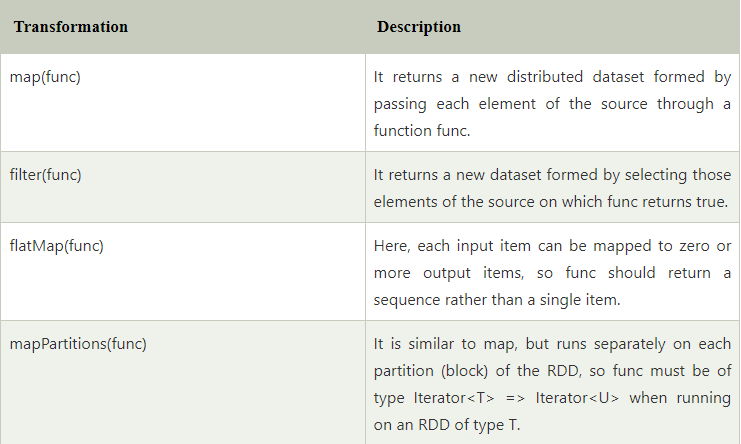 Transformation Description
map(func) It returns a new distributed dataset formed by
passing each element of the source through a
function func.
filter(func) It returns a new dataset formed by selecting those
elements of the source on which func returns true.
flatMap(func) Here, each input item can be mapped to zero or
more output items, so func should return a
sequence rather than a single item.
mapPartitions(func) It is similar to map, but runs separately on each
partition (block) of the RDD, so func must be of
type Iterator<T> => Iterator<U> when running
on an RDD of type T.